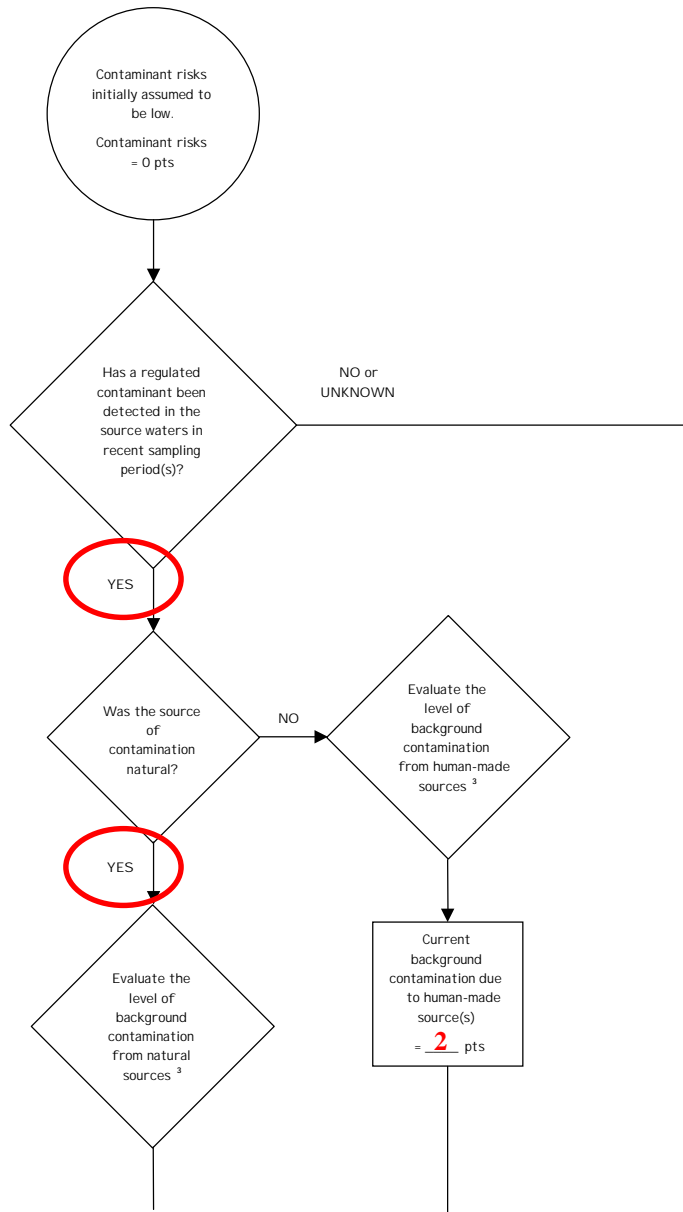 Contaminant risks
initially assumed to
be low.
Contaminant risks
= 0 pts
Has a regulated
contaminant been
detected in the
source waters in
recent sampling
period(s)?
NO or
UNKNOWN
YES
Was the source
of
contamination
natural?
NO
Evaluate the
level of
background
contamination
from human-made
sources ³
YES
Evaluate the
level of
background
contamination
from natural
sources ³
Current
background
contamination due
to human-made
source(s)
= 2 pts